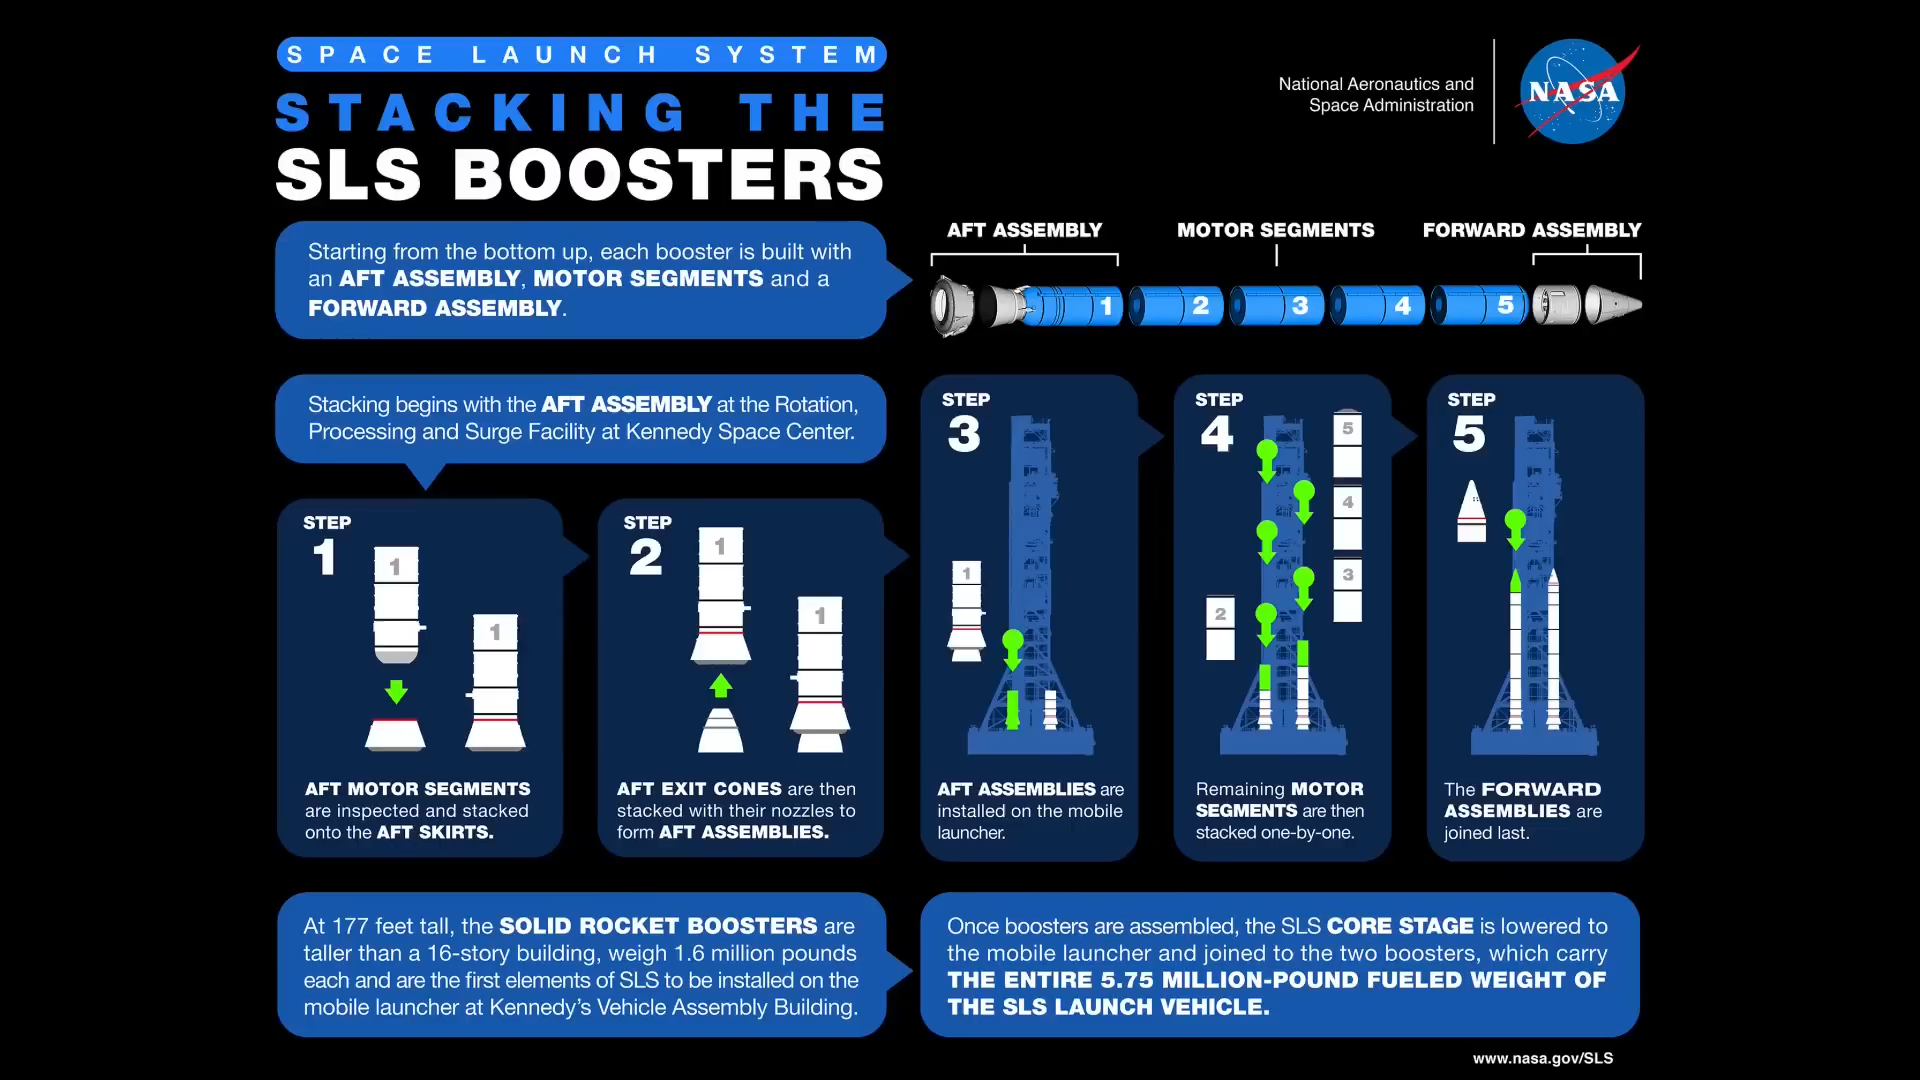 SPACE LAUNCH SYSTEM
STACKING THE
SLS BOOSTERS
National Aeronautics and
Space Administration
NASA
Starting from the bottom up, each booster is built with
an AFT ASSEMBLY, MOTOR SEGMENTS and a
FORWARD ASSEMBLY.
AFT ASSEMBLY
MOTOR SEGMENTS
FORWARD ASSEMBLY
1
2
3
4
5
Stacking begins with the AFT ASSEMBLY at the Rotation,
Processing and Surge Facility at Kennedy Space Center.
STEP
1
1
1
AFT MOTOR SEGMENTS
are inspected and stacked
onto the AFT SKIRTS.
STEP
2
1
1
AFT EXIT CONES are then
stacked with their nozzles to
form AFT ASSEMBLIES.
STEP
3
1
AFT ASSEMBLIES are
installed on the mobile
launcher.
STEP
4
5
4
3
2
Remaining MOTOR
SEGMENTS are then
stacked one-by-one.
STEP
5
The FORWARD
ASSEMBLIES are
joined last.
At 177 feet tall, the SOLID ROCKET BOOSTERS are
taller than a 16-story building, weigh 1.6 million pounds
each and are the first elements of SLS to be installed on the
mobile launcher at Kennedy's Vehicle Assembly Building.
Once boosters are assembled, the SLS CORE STAGE is lowered to
the mobile launcher and joined to the two boosters, which carry
THE ENTIRE 5.75 MILLION-POUND FUELED WEIGHT OF
THE SLS LAUNCH VEHICLE.
www.nasa.gov/SLS